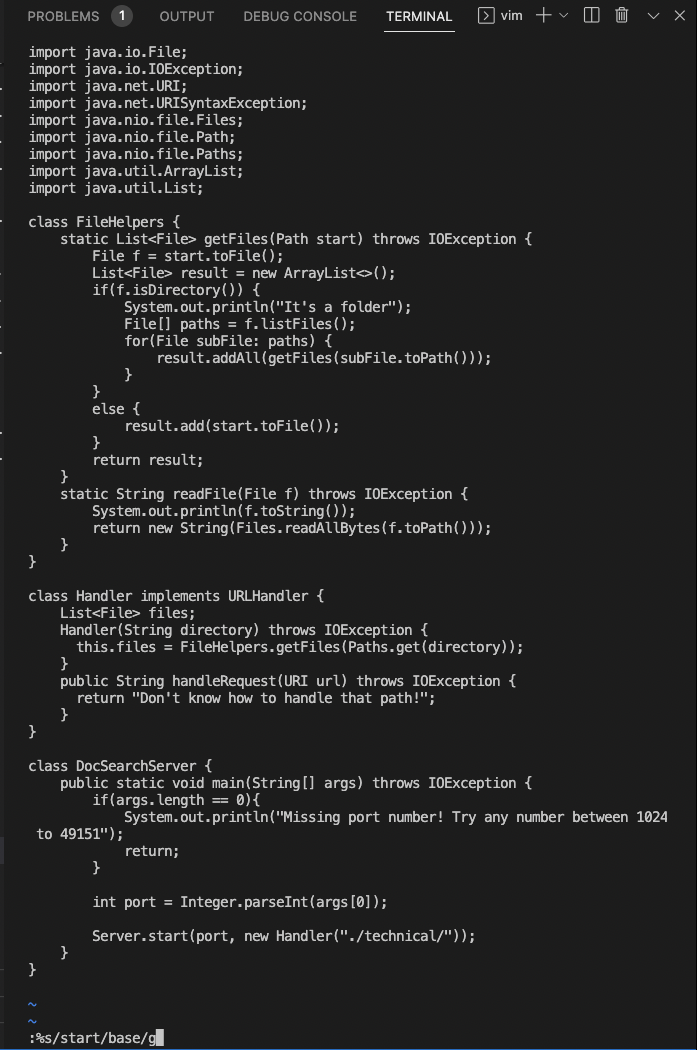 PROBLEMS 1 OUTPUT DEBUG CONSOLE TERMINAL vim
import java.io.File;
import java.io.IOException;
import java.net.URI;
import java.net.URISyntaxException;
import java.nio.file.Files;
import java.nio.file.Path;
import java.nio.file.Paths;
import java.util.ArrayList;
import java.util.List;

class FileHelpers {
    static List<File> getFiles(Path start) throws IOException {
        File f = start.toFile();
        List<File> result = new ArrayList<>();
        if(f.isDirectory()) {
            System.out.println("It's a folder");
            File[] paths = f.listFiles();
            for(File subFile: paths) {
                result.addAll(getFiles(subFile.toPath()));
            }
        }
        else {
            result.add(start.toFile());
        }
        return result;
    }
    static String readFile(File f) throws IOException {
        System.out.println(f.toString());
        return new String(Files.readAllBytes(f.toPath()));
    }
}

class Handler implements URLHandler {
    List<File> files;
    Handler(String directory) throws IOException {
      this.files = FileHelpers.getFiles(Paths.get(directory));
    }
    public String handleRequest(URI url) throws IOException {
      return "Don't know how to handle that path!";
    }
}

class DocSearchServer {
    public static void main(String[] args) throws IOException {
        if(args.length == 0){
            System.out.println("Missing port number! Try any number between 1024
 to 49151");
            return;
        }

        int port = Integer.parseInt(args[0]);

        Server.start(port, new Handler("./technical/"));
    }
}

~
~
:%s/start/base/g